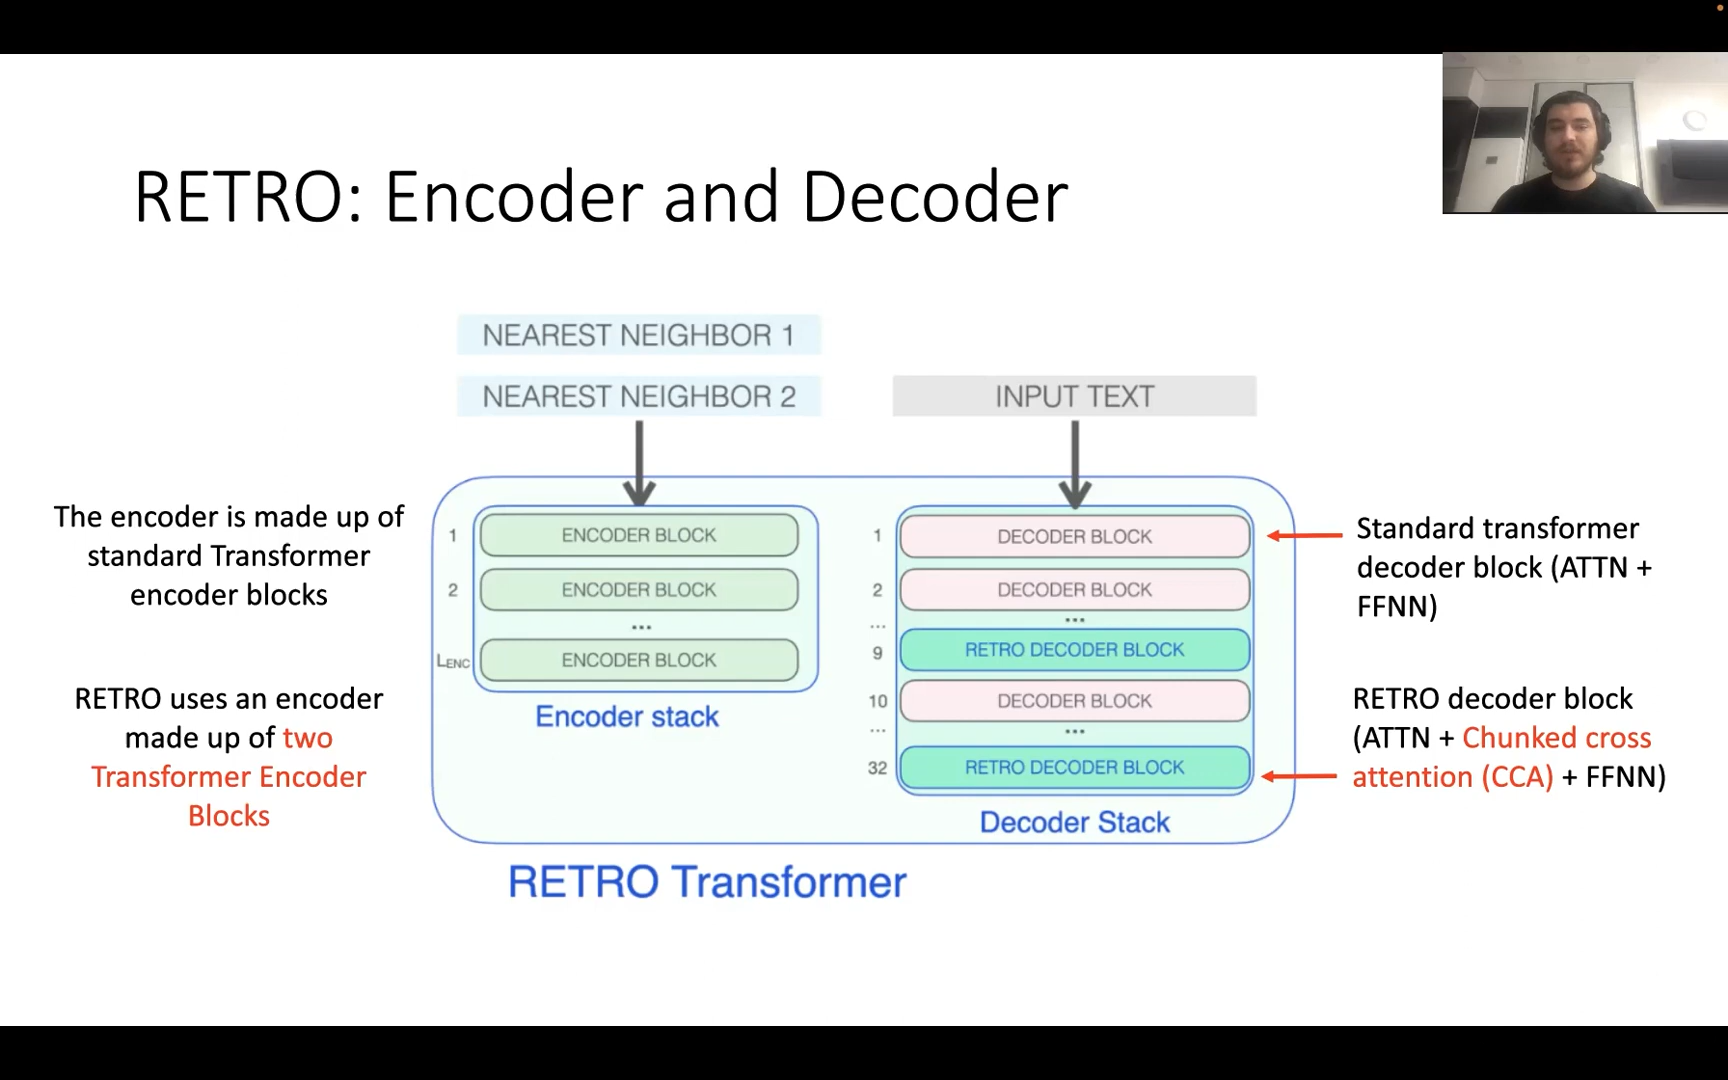 RETRO: Encoder and Decoder
NEAREST NEIGHBOR 1
NEAREST NEIGHBOR 2
INPUT TEXT
The encoder is made up of
standard Transformer
encoder blocks
RETRO uses an encoder
made up of two
Transformer Encoder
Blocks
1 ENCODER BLOCK
2 ENCODER BLOCK
...
LENC ENCODER BLOCK
Encoder stack
1 DECODER BLOCK
2 DECODER BLOCK
... ...
9 RETRO DECODER BLOCK
10 DECODER BLOCK
... ...
32 RETRO DECODER BLOCK
Decoder Stack
RETRO Transformer
Standard transformer
decoder block (ATTN +
FFNN)
RETRO decoder block
(ATTN + Chunked cross
attention (CCA) + FFNN)